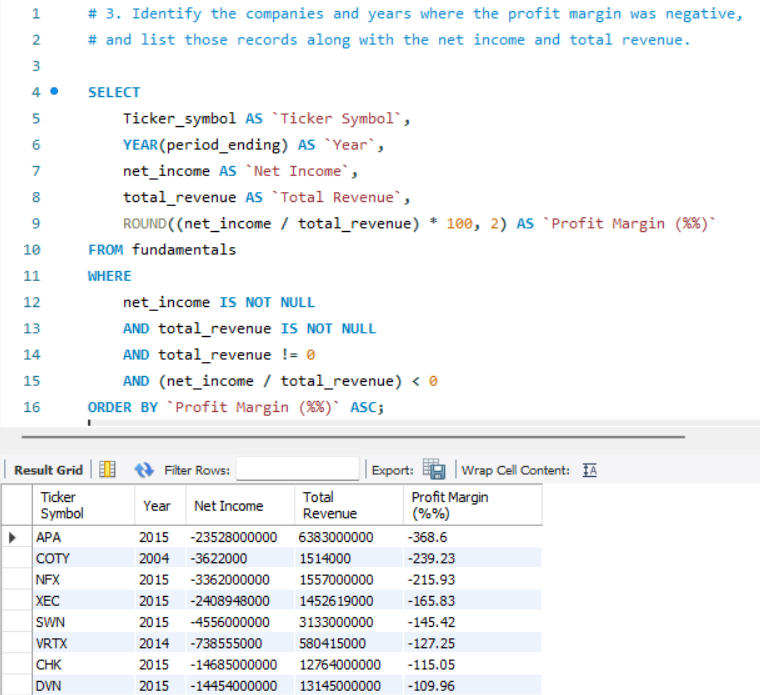 1 # 3. Identify the companies and years where the profit margin was negative,
2 # and list those records along with the net income and total revenue.
3
4 SELECT
5 Ticker_symbol AS `Ticker Symbol`,
6 YEAR(period_ending) AS `Year`,
7 net_income AS `Net Income`,
8 total_revenue AS `Total Revenue`,
9 ROUND((net_income / total_revenue) * 100, 2) AS `Profit Margin (%%)`
10 FROM fundamentals
11 WHERE
12 net_income IS NOT NULL
13 AND total_revenue IS NOT NULL
14 AND total_revenue != 0
15 AND (net_income / total_revenue) < 0
16 ORDER BY `Profit Margin (%%)` ASC;
Result Grid Filter Rows: Export: Wrap Cell Content: IA
Ticker Symbol Year Net Income Total Revenue Profit Margin (%%)
APA 2015 -23528000000 6383000000 -368.6
COTY 2004 -3622000 1514000 -239.23
NFX 2015 -3362000000 1557000000 -215.93
XEC 2015 -2408948000 1452619000 -165.83
SWN 2015 -4556000000 3133000000 -145.42
VRTX 2014 -738555000 580415000 -127.25
CHK 2015 -14685000000 12764000000 -115.05
DVN 2015 -14454000000 13145000000 -109.96